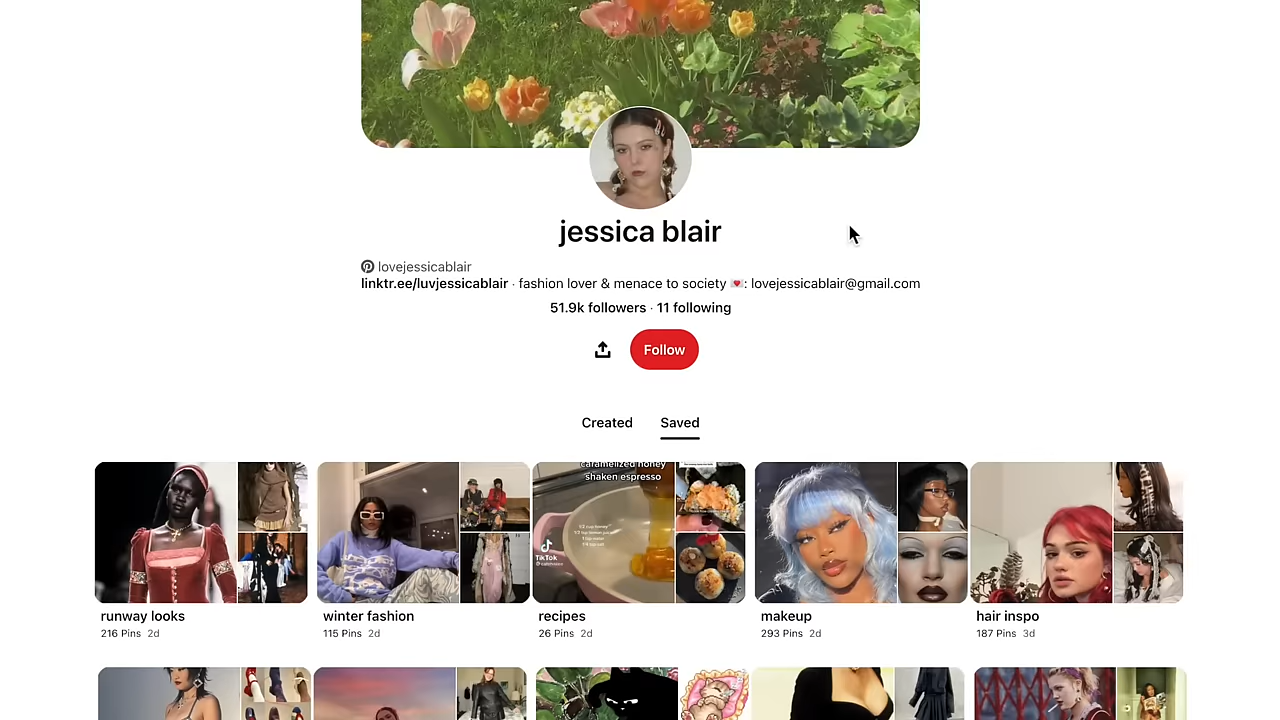 jessica blair
lovejessicablair
linktr.ee/luvjessicablair · fashion lover & menace to society 💌: lovejessicablair@gmail.com
51.9k followers · 11 following
Follow
Created Saved
caramelized honey
shaken espresso
TikTok
runway looks
216 Pins 2d
winter fashion
115 Pins 2d
recipes
26 Pins 2d
makeup
293 Pins 2d
hair inspo
187 Pins 3d